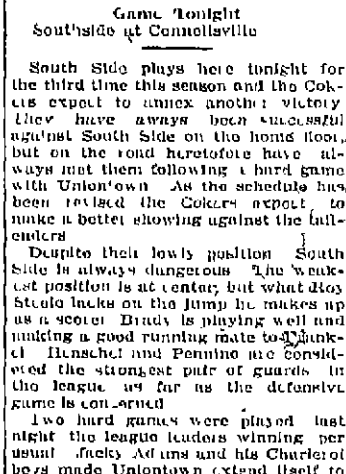 Game Tonight
Southside at Connellsville
South Side plays here tonight for
the third time this season and the Cok-
ers expect to annex another victory
They have always been successful
against South Side on the home floor,
but on the road heretofore have al-
ways met them following a hard game
with Uniontown As the schedule has
been revised the Cokers expect to
make a better showing against the tail-
enders
Despite their lowly position South
Side is always dangerous The weak-
est position is at center, but what Roy
Steele lacks on the jump he makes up
as a scorer Brady is playing well and
making a good running mate to
Henschel and Pennino are consid-
ered the strongest pair of guards in
the league as far as the defensive
game is concerned
Two hard games were played last
night the league leaders winning per
usual Jacky Adams and his Charleroi
boys made Uniontown extend itself to